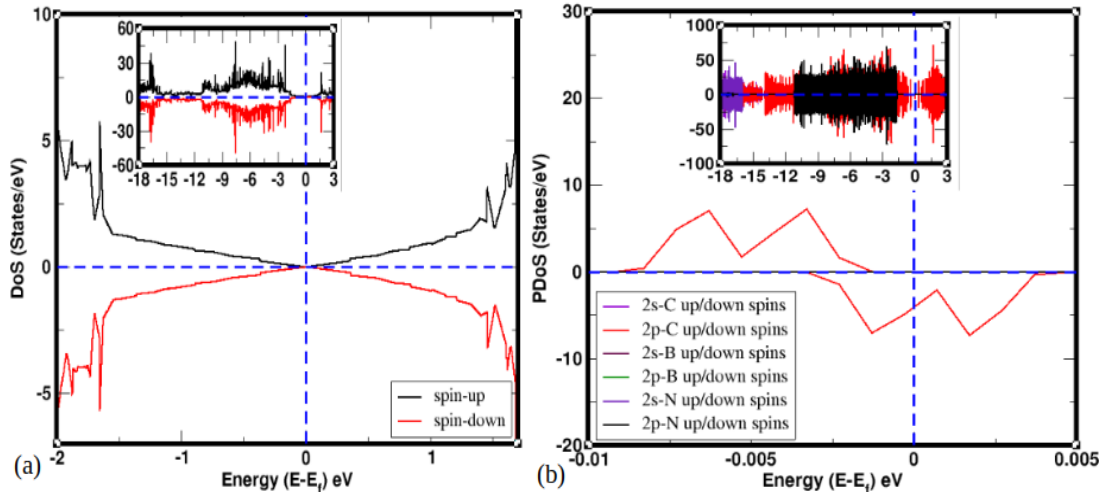 60
30
0
-30
-60
-18 -15 -12 -9 -6 -3 0 3
10
5
0
-5
DoS (States/eV)
spin-up
spin-down
-2 -1 0 1
Energy (E-Ef) eV
(a)
100
50
0
-50
-100
-18 -15 -12 -9 -6 -3 0 3
30
20
10
0
-10
-20
PDoS (States/eV)
2s-C up/down spins
2p-C up/down spins
2s-B up/down spins
2p-B up/down spins
2s-N up/down spins
2p-N up/down spins
-0.01 -0.005 0 0.005
Energy (E-Ef) eV
(b)